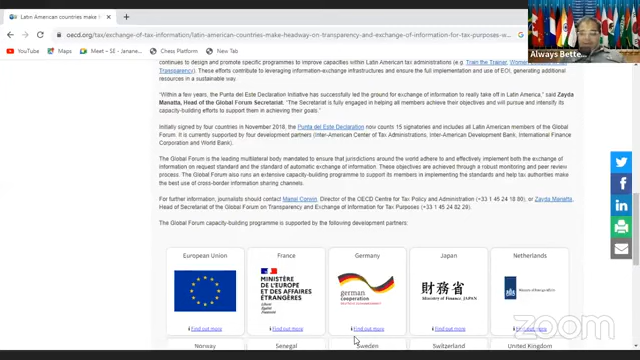 Latin American countries make h
oecd.org/tax/exchange-of-tax-information/latin-american-countries-make-headway-on-transparency-and-exchange-of-information-for-tax-purposes-w...
YouTube Maps Meet – SE - Janane... Chess Platform New Tab
Always Bette...
continues to design and promote specific programmes to improve capacities within Latin American tax administrations (e.g. Train the Trainer, Women
Transparency). These efforts contribute to leveraging information-exchange infrastructures and ensure the full implementation and use of EOI, generating additional
resources in a sustainable way.
"Within a few years, the Punta del Este Declaration Initiative has successfully led the ground for exchange of information to really take off in Latin America," said Zayda
Manatta, Head of the Global Forum Secretariat. "The Secretariat is fully engaged in helping all members achieve their objectives and will pursue and intensify its
capacity-building efforts to support them in achieving their goals."
Initially signed by four countries in November 2018, the Punta del Este Declaration now counts 15 signatories and includes all Latin American members of the Global
Forum. It is currently supported by four development partners (Inter-American Center of Tax Administrations, Inter-American Development Bank, International Finance
Corporation and World Bank).
The Global Forum is the leading multilateral body mandated to ensure that jurisdictions around the world adhere to and effectively implement both the exchange of
information on request standard and the standard of automatic exchange of information. These objectives are achieved through a robust monitoring and peer review
process. The Global Forum also runs an extensive capacity-building programme to support its members in implementing the standards and help tax authorities make
the best use of cross-border information sharing channels.
For further information, journalists should contact Manal Corwin, Director of the OECD Centre for Tax Policy and Administration (+33 1 45 24 18 80), or Zayda Manatta,
Head of Secretariat of the Global Forum on Transparency and Exchange of Information for Tax Purposes (+33 1 45 24 82 29).
The Global Forum capacity-building programme is supported by the following development partners:
European Union France Germany Japan Netherlands
MINISTÈRE
DE L'EUROPE
ET DES AFFAIRES
ÉTRANGÈRES
Liberté
Égalité
Fraternité
german
cooperation
DEUTSCHE ZUSAMMENARBEIT
財務省
Ministry of Finance, JAPAN
Find out more Find out more Find out more Find out more Find out more
Norway Senegal Sweden Switzerland United Kingdom
zoom